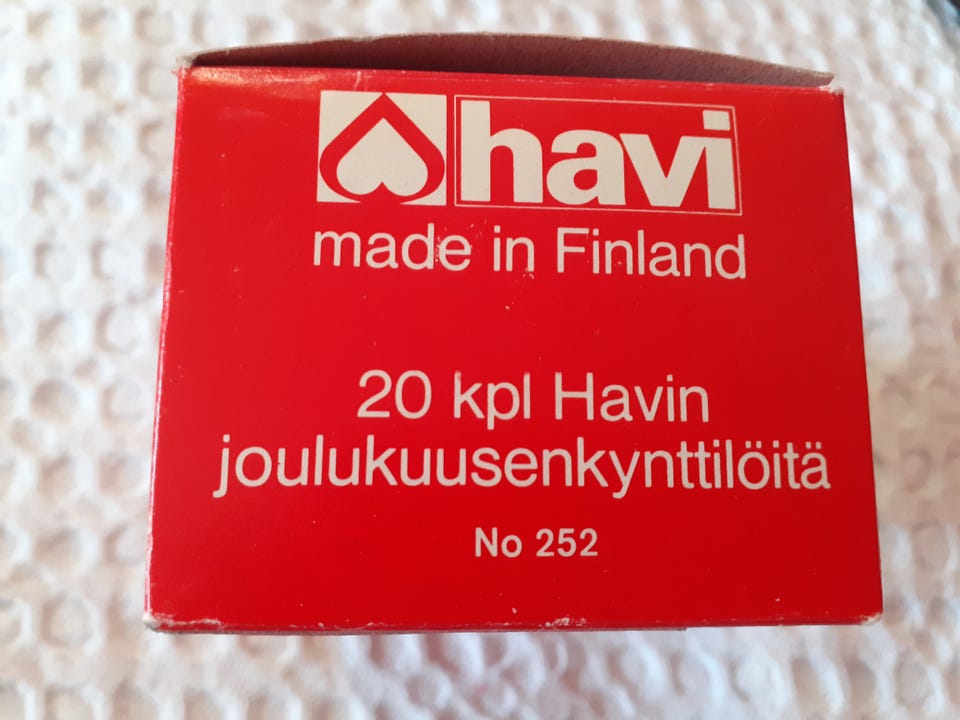 havi
made in Finland
20 kpl Havin
joulukuusenkynttilöitä
No 252